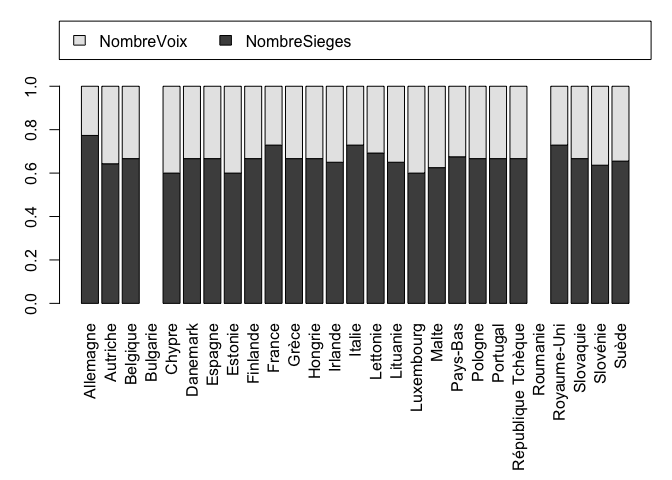 NombreVoix NombreSieges
1.0
0.8
0.6
0.4
0.2
0.0
Allemagne
Autriche
Belgique
Bulgarie
Chypre
Danemark
Espagne
Estonie
Finlande
France
Grèce
Hongrie
Irlande
Italie
Lettonie
Lituanie
Luxembourg
Malte
Pays-Bas
Pologne
Portugal
République Tchèque
Roumanie
Royaume-Uni
Slovaquie
Slovénie
Suède